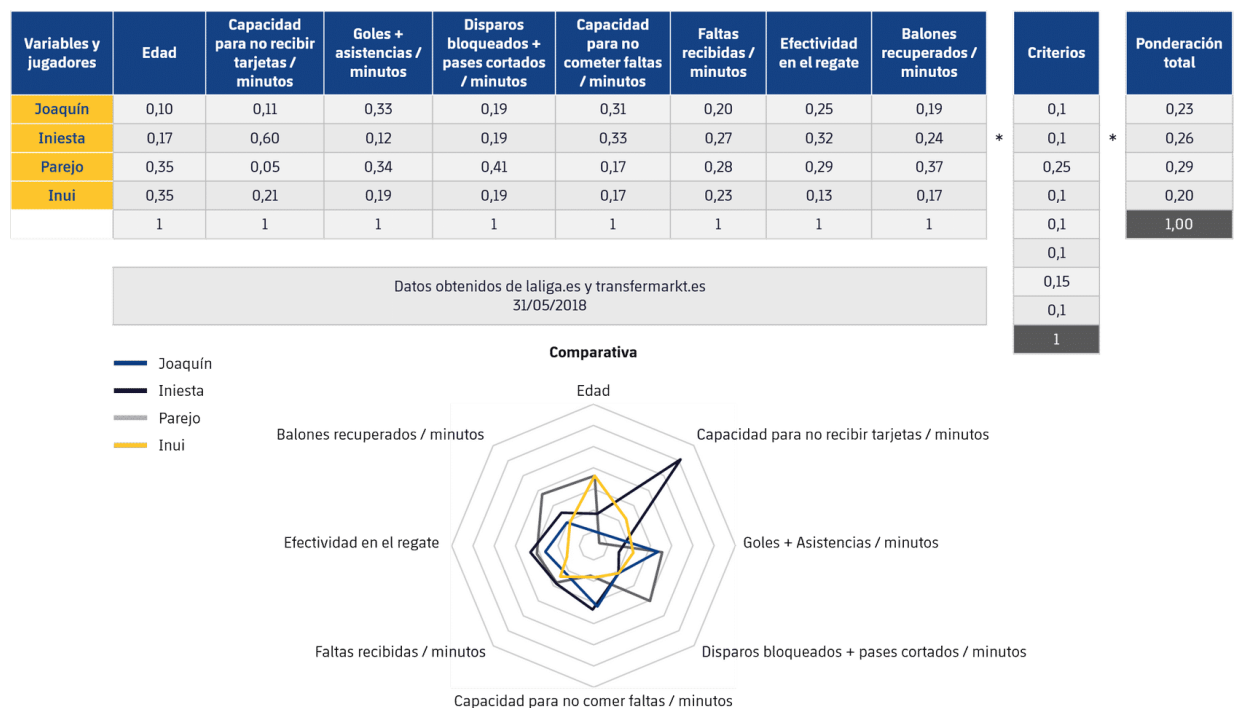 Variables y jugadores Edad Capacidad para no recibir tarjetas / minutos Goles + asistencias / minutos Disparos bloqueados + pases cortados / minutos Capacidad para no cometer faltas / minutos Faltas recibidas / minutos Efectividad en el regate Balones recuperados / minutos Criterios Ponderación total
Joaquín 0,10 0,11 0,33 0,19 0,31 0,20 0,25 0,19 0,1 0,23
Iniesta 0,17 0,60 0,12 0,19 0,33 0,27 0,32 0,24 * 0,1 * 0,26
Parejo 0,35 0,05 0,34 0,41 0,17 0,28 0,29 0,37 0,25 0,29
Inui 0,35 0,21 0,19 0,19 0,17 0,23 0,13 0,17 0,1 0,20
1 1 1 1 1 1 1 1 0,1 1,00
0,1
0,15
0,1
1
Datos obtenidos de laliga.es y transfermarkt.es
31/05/2018
Comparativa
Joaquín
Iniesta
Parejo
Inui
Edad
Balones recuperados / minutos
Capacidad para no recibir tarjetas / minutos
Efectividad en el regate
Goles + Asistencias / minutos
Faltas recibidas / minutos
Disparos bloqueados + pases cortados / minutos
Capacidad para no comer faltas / minutos